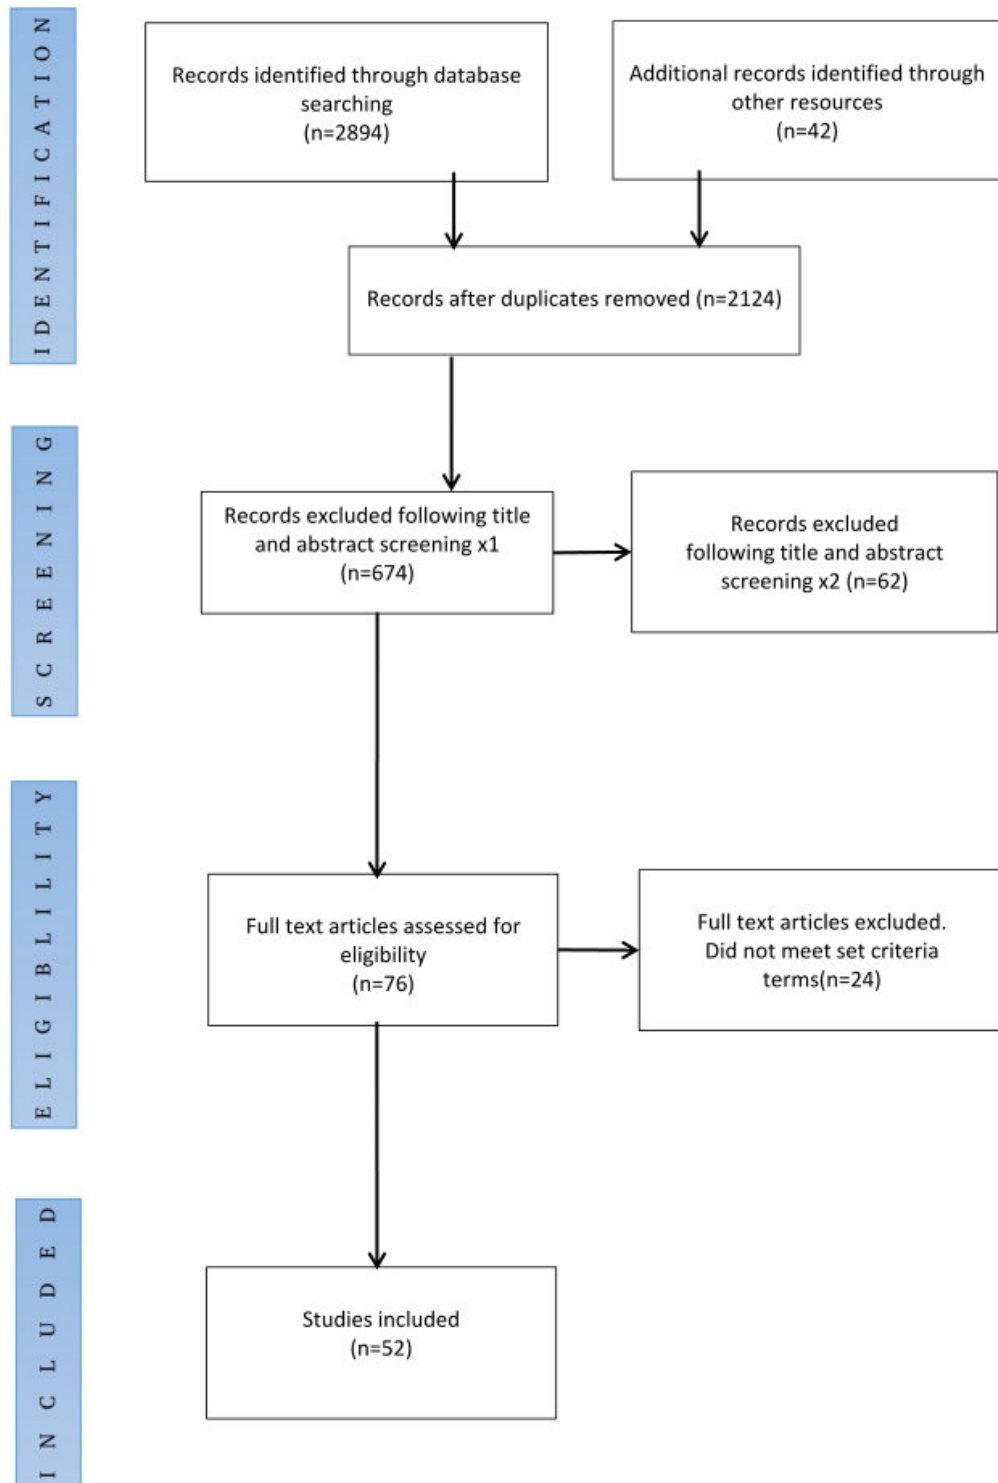 IDENTIFICATION
Records identified through database
searching
(n=2894)
Additional records identified through
other resources
(n=42)
Records after duplicates removed (n=2124)
SCREENING
Records excluded following title
and abstract screening x1
(n=674)
Records excluded
following title and abstract
screening x2 (n=62)
ELIGIBLILITY
Full text articles assessed for
eligibility
(n=76)
Full text articles excluded.
Did not meet set criteria
terms(n=24)
INCLUDED
Studies included
(n=52)